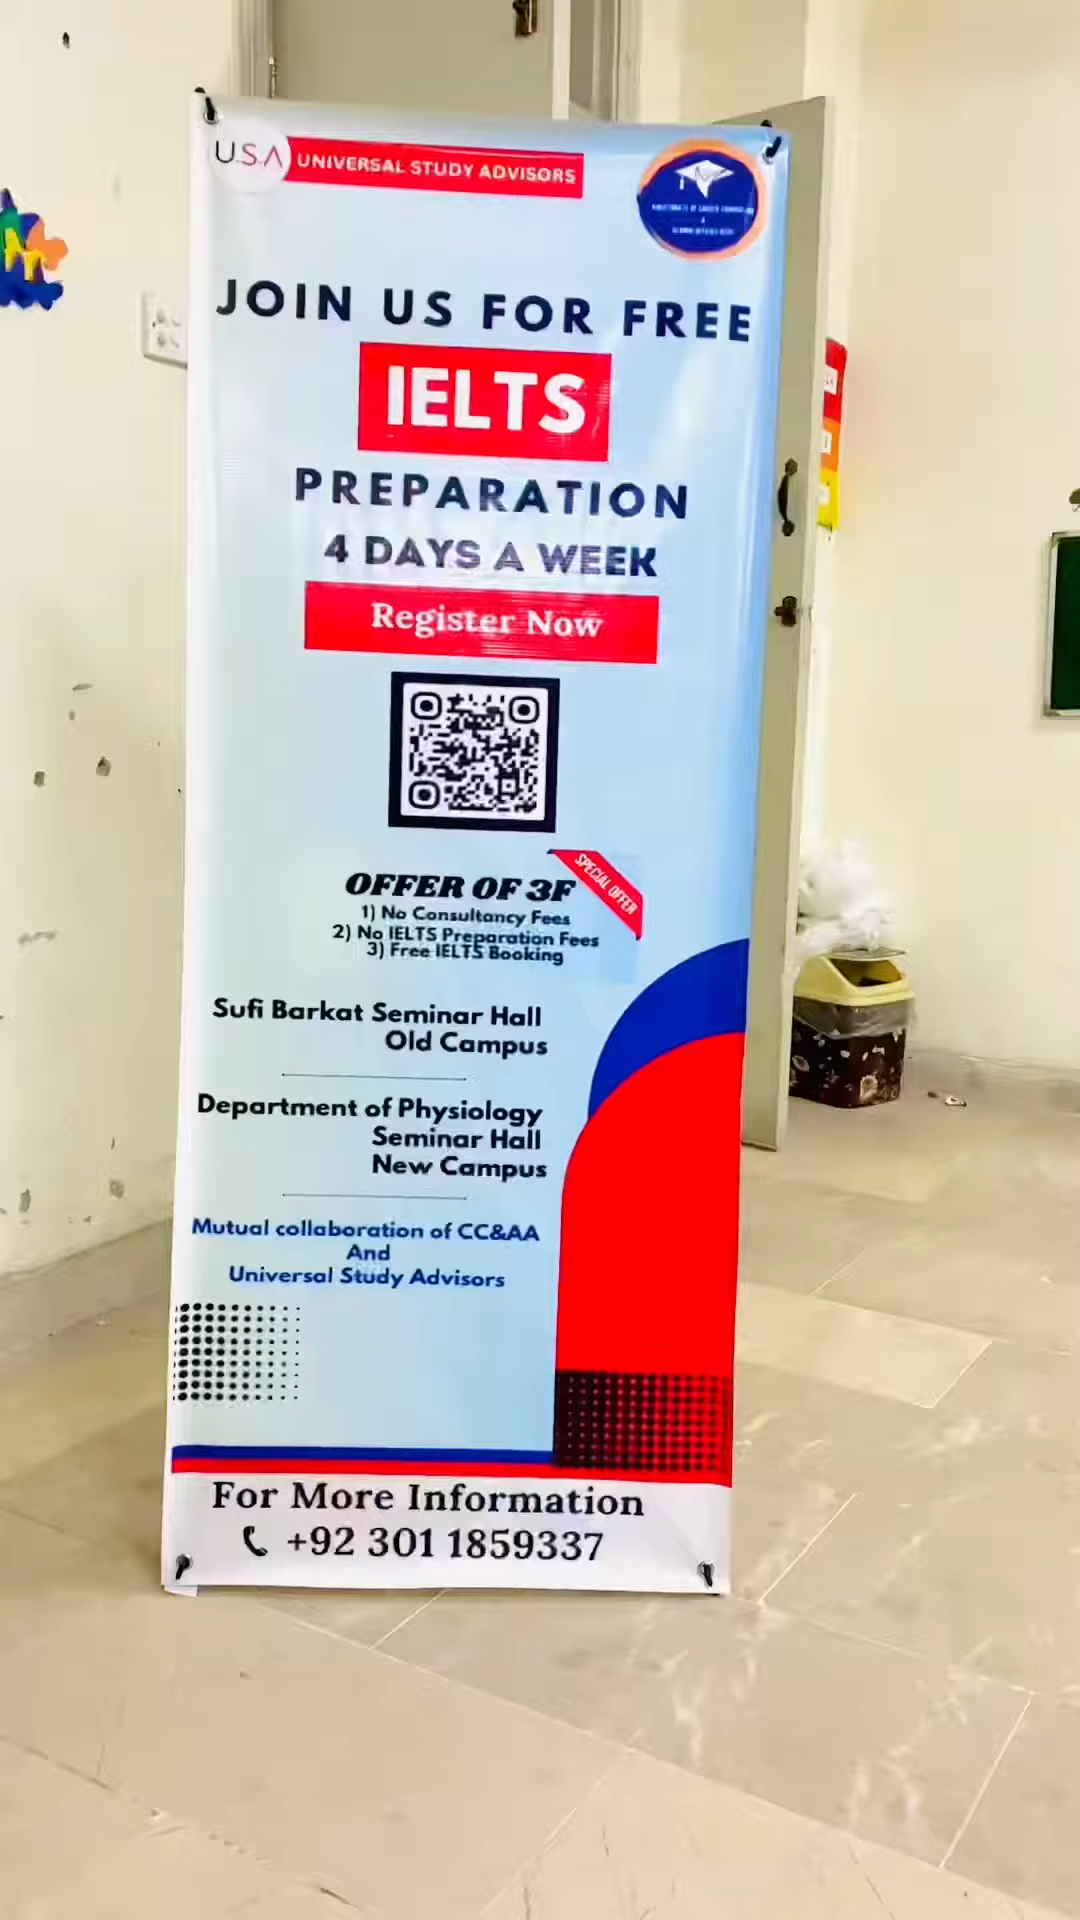 U.S.A UNIVERSAL STUDY ADVISORS
JOIN US FOR FREE
IELTS
PREPARATION
4 DAYS A WEEK
Register Now
SPECIAL OFFER
OFFER OF 3F
1) No Consultancy Fees
2) No IELTS Preparation Fees
3) Free IELTS Booking
Sufi Barkat Seminar Hall
Old Campus
Department of Physiology
Seminar Hall
New Campus
Mutual collaboration of CC&AA
And
Universal Study Advisors
For More Information
+92 301 1859337